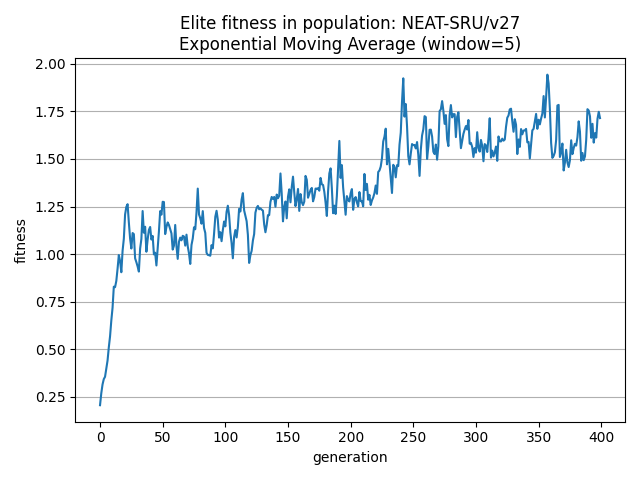 Elite fitness in population: NEAT-SRU/v27
Exponential Moving Average (window=5)
2.00
1.75
1.50
1.25
1.00
0.75
0.50
0.25
fitness
0 50 100 150 200 250 300 350 400
generation